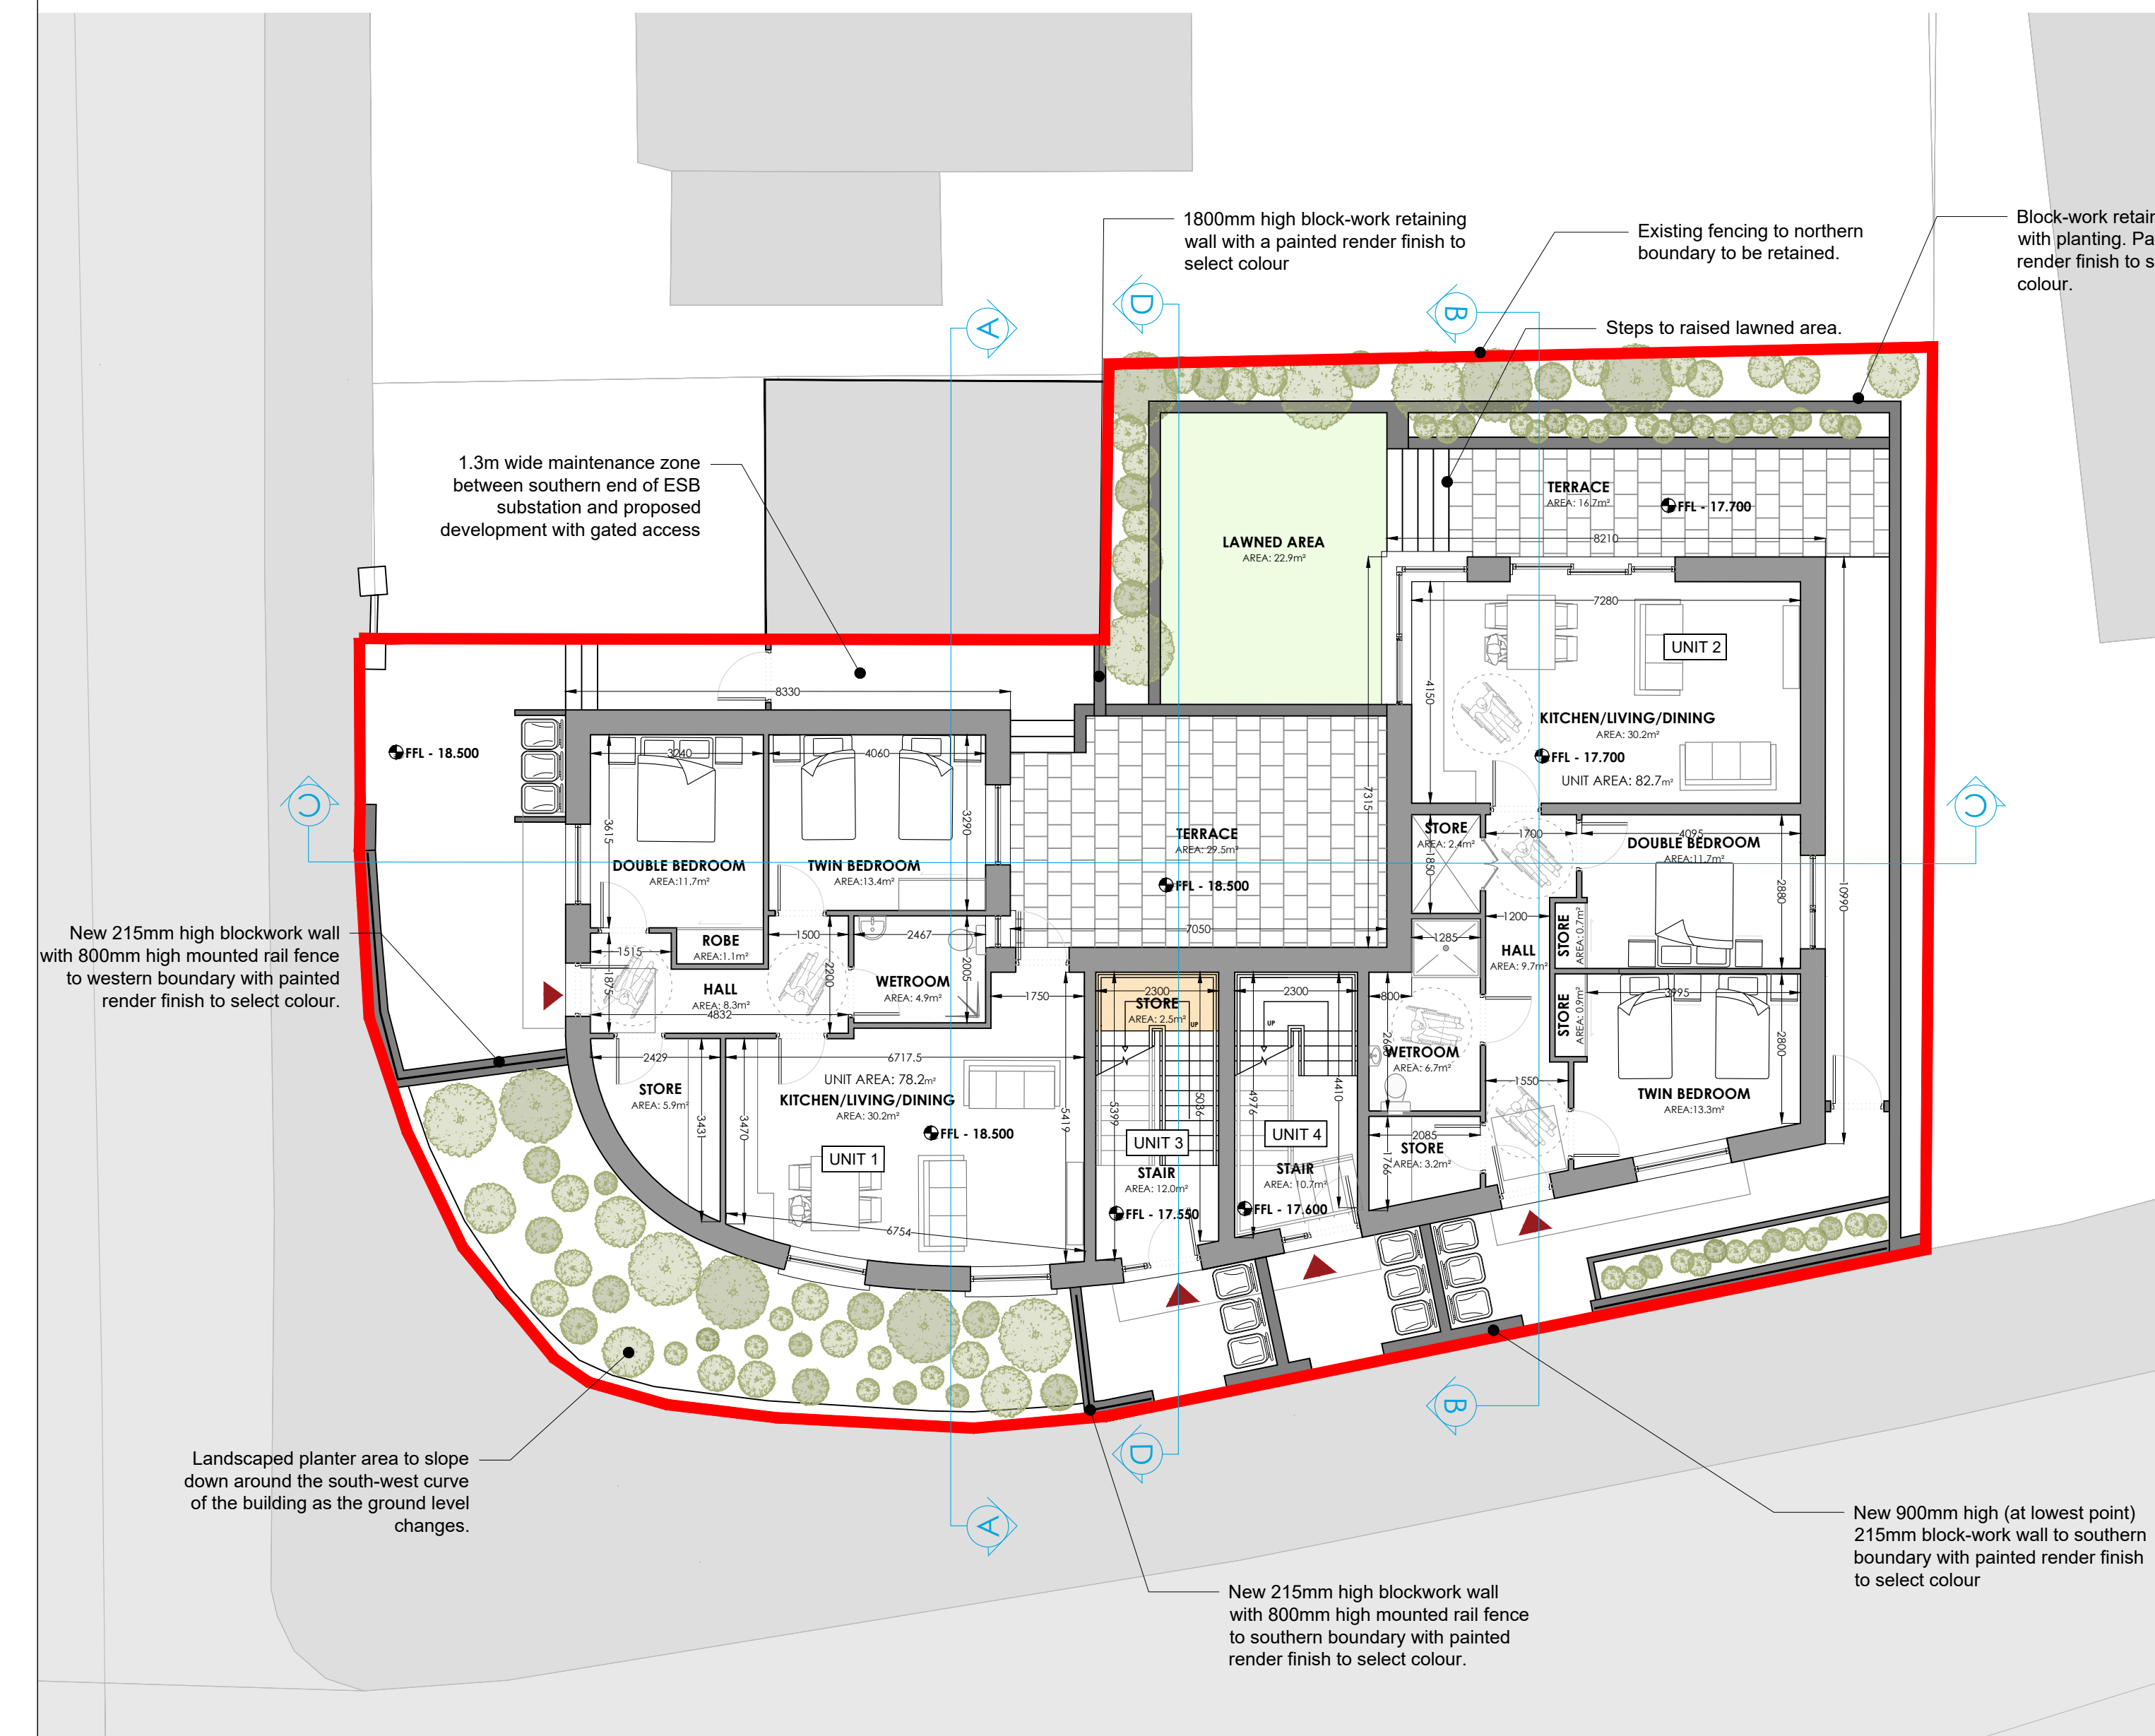 1800mm high block-work retaining
wall with a painted render finish to
select colour
Existing fencing to northern
boundary to be retained.
Block-work retain
with planting. Pa
render finish to s
colour.
Steps to raised lawned area.
A
D
B
1.3m wide maintenance zone
between southern end of ESB
substation and proposed
development with gated access
TERRACE
AREA: 16.7m²
FFL - 17.700
8210
LAWNED AREA
AREA: 22.9m²
7280
UNIT 2
4150
KITCHEN/LIVING/DINING
AREA: 30.2m²
FFL - 17.700
UNIT AREA: 82.7m²
8330
FFL - 18.500
3240
4060
3615
3290
DOUBLE BEDROOM
AREA:11.7m²
TWIN BEDROOM
AREA:13.4m²
C
C
TERRACE
AREA: 29.5m²
FFL - 18.500
7315
7050
STORE
AREA: 2.4m²
1850
1700
4095
DOUBLE BEDROOM
AREA:11.7m²
2880
10990
1200
STORE
AREA: 0.7m²
1285
HALL
AREA: 9.7m²
New 215mm high blockwork wall
with 800mm high mounted rail fence
to western boundary with painted
render finish to select colour.
ROBE
AREA:1.1m²
1515
1500
2467
1875
2200
2005
HALL
AREA: 8.3m²
4832
WETROOM
AREA: 4.9m²
1750
2300
STORE
AREA: 2.5m²
UP
2300
UP
800
STORE
AREA: 0.9m²
3995
2800
WETROOM
AREA: 6.7m²
TWIN BEDROOM
AREA:13.3m²
1550
2429
6717.5
STORE
AREA: 5.9m²
UNIT AREA: 78.2m²
KITCHEN/LIVING/DINING
AREA: 30.2m²
3431
3470
5419
FFL - 18.500
UNIT 1
6754
5399
5036
4976
4410
UNIT 3
UNIT 4
STAIR
AREA: 12.0m²
STAIR
AREA: 10.7m²
FFL - 17.550
FFL - 17.600
2085
STORE
AREA: 3.2m²
1766
D
B
A
Landscaped planter area to slope
down around the south-west curve
of the building as the ground level
changes.
New 900mm high (at lowest point)
215mm block-work wall to southern
boundary with painted render finish
to select colour
New 215mm high blockwork wall
with 800mm high mounted rail fence
to southern boundary with painted
render finish to select colour.